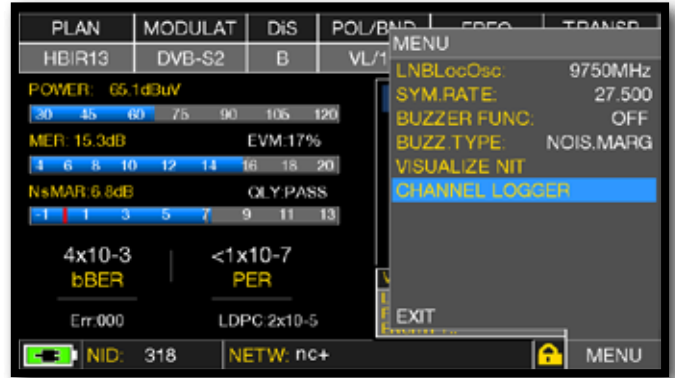 PLAN MODULAT DiS POL/BND FREQ TRANSP
HBIR13 DVB-S2 B VL/1
MENU
LNBLocOsc: 9750MHz
SYM.RATE: 27.500
BUZZER FUNC: OFF
BUZZ.TYPE: NOIS.MARG
VISUALIZE NIT
CHANNEL LOGGER
EXIT
POWER: 65.1dBuV
30 45 60 75 90 105 120
MER: 15.3dB EVM:17%
4 6 8 10 12 14 16 18 20
NsMAR:6.8dB QLY:PASS
-1 1 3 5 7 9 11 13
4x10-3 <1x10-7
bBER PER
Err:000 LDPC:2x10-5
NID: 318 NETW: nc+ MENU